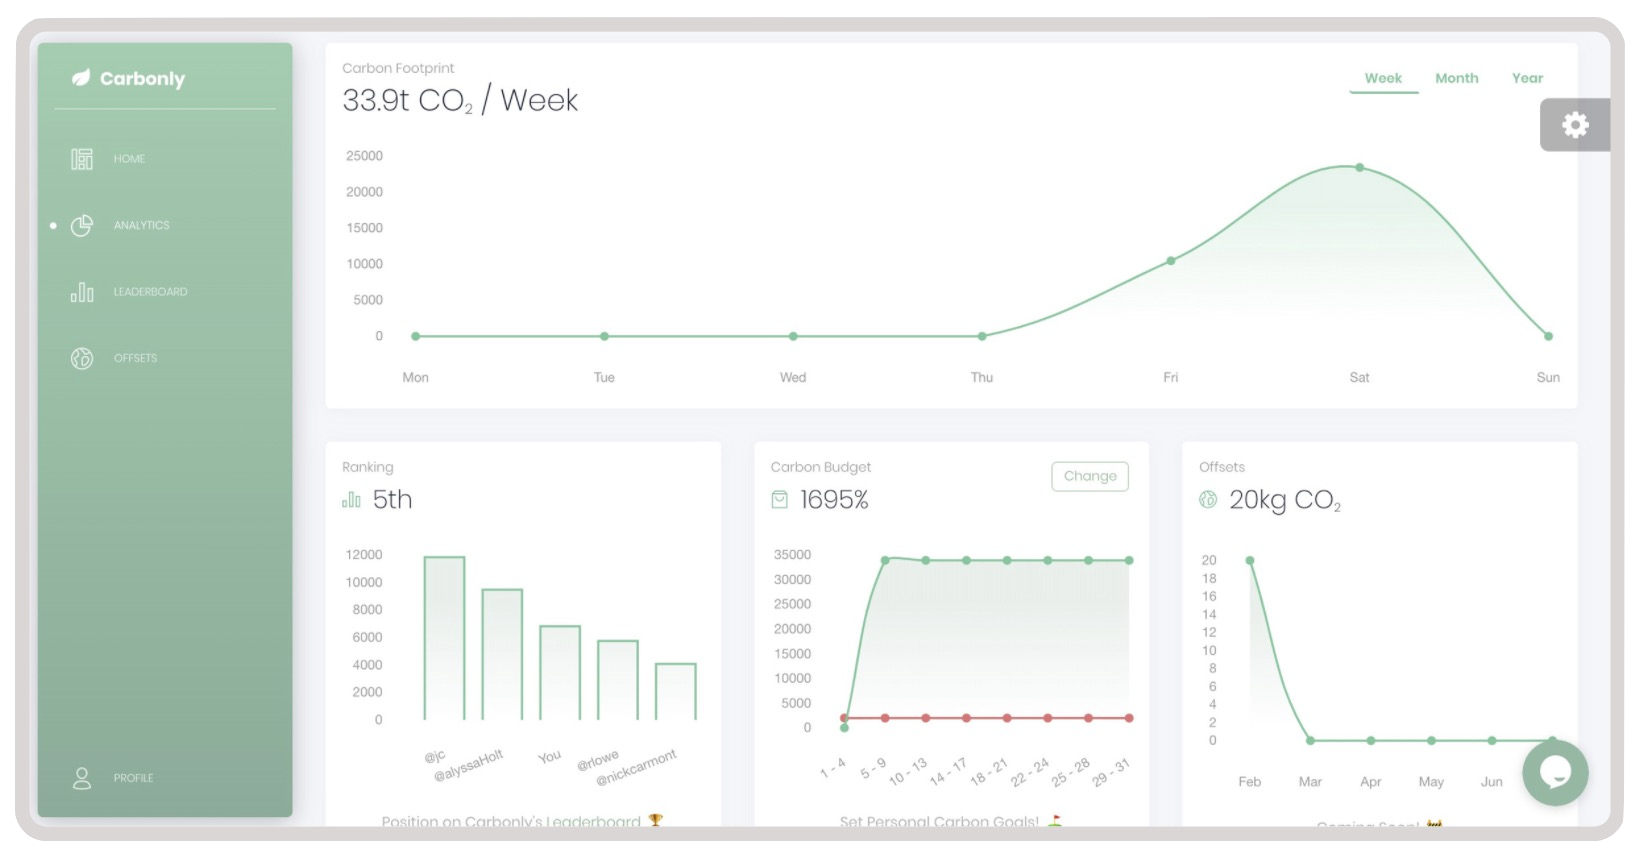 Carbonly
HOME
ANALYTICS
LEADERBOARD
OFFSETS
PROFILE
Carbon Footprint
33.9t CO₂ / Week
Week Month Year
25000
20000
15000
10000
5000
0
Mon Tue Wed Thu Fri Sat Sun
Ranking
5th
12000
10000
8000
6000
4000
2000
0
@jc @alyssaHolt You @rlowe @nickcarmont
Position on Carbonly's Leaderboard 🏆
Carbon Budget
Change
1695%
35000
30000
25000
20000
15000
10000
5000
0
1 - 4 5 - 9 10 - 13 14 - 17 18 - 21 22 - 24 25 - 28 29 - 31
Set Personal Carbon Goals! ⛳
Offsets
20kg CO₂
20
18
16
14
12
10
8
6
4
2
0
Feb Mar Apr May Jun
Coming Soon! 🚧